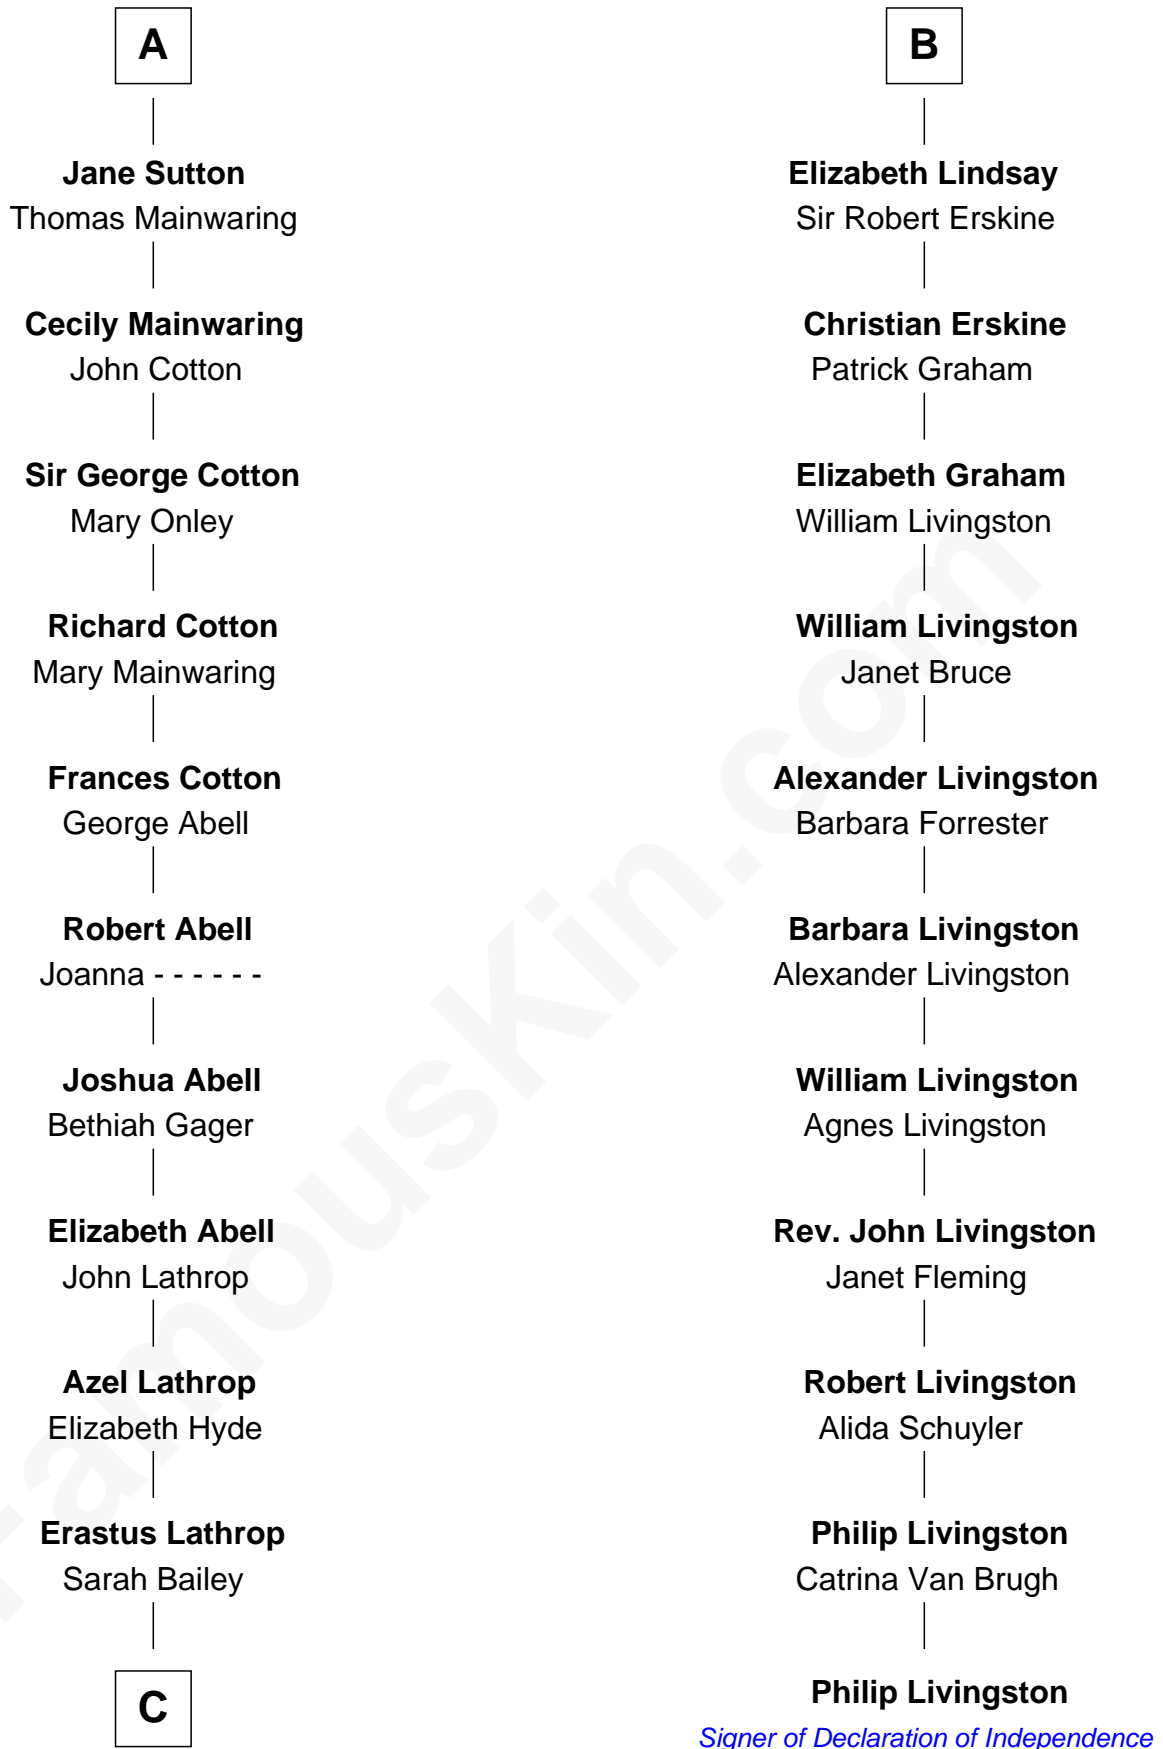 A
Jane Sutton
Thomas Mainwaring
Cecily Mainwaring
John Cotton
Sir George Cotton
Mary Onley
Richard Cotton
Mary Mainwaring
Frances Cotton
George Abell
Robert Abell
Joanna - - - - - -
Joshua Abell
Bethiah Gager
Elizabeth Abell
John Lathrop
Azel Lathrop
Elizabeth Hyde
Erastus Lathrop
Sarah Bailey
C
B
Elizabeth Lindsay
Sir Robert Erskine
Christian Erskine
Patrick Graham
Elizabeth Graham
William Livingston
William Livingston
Janet Bruce
Alexander Livingston
Barbara Forrester
Barbara Livingston
Alexander Livingston
William Livingston
Agnes Livingston
Rev. John Livingston
Janet Fleming
Robert Livingston
Alida Schuyler
Philip Livingston
Catrina Van Brugh
Philip Livingston
Signer of Declaration of Independence
FamousKin.com